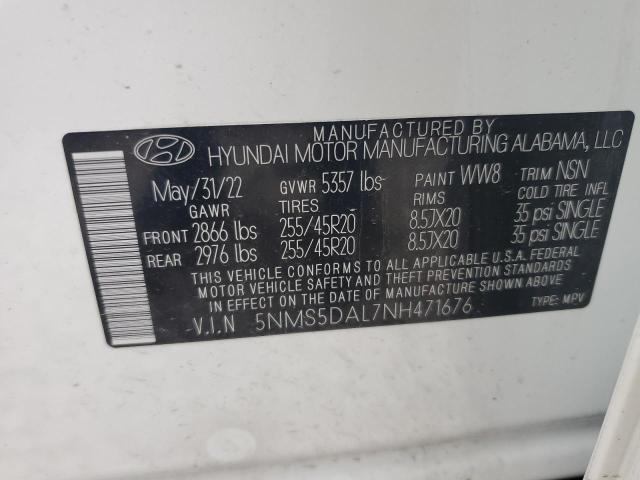 MANUFACTURED BY
HYUNDAI MOTOR MANUFACTURING ALABAMA, LLC
May/31/22 GVWR 5357 lbs PAINT WW8 TRIM NSN
GAWR TIRES RIMS COLD TIRE INFL
FRONT 2866 lbs 255/45R20 8.5JX20 35 psi SINGLE
REAR 2976 lbs 255/45R20 8.5JX20 35 psi SINGLE
THIS VEHICLE CONFORMS TO ALL APPLICABLE U.S.A. FEDERAL
MOTOR VEHICLE SAFETY AND THEFT PREVENTION STANDARDS
IN EFFECT ON THE DATE OF MANUFACTURE SHOWN ABOVE.
V.I.N 5NMS5DAL7NH471676 TYPE: MPV